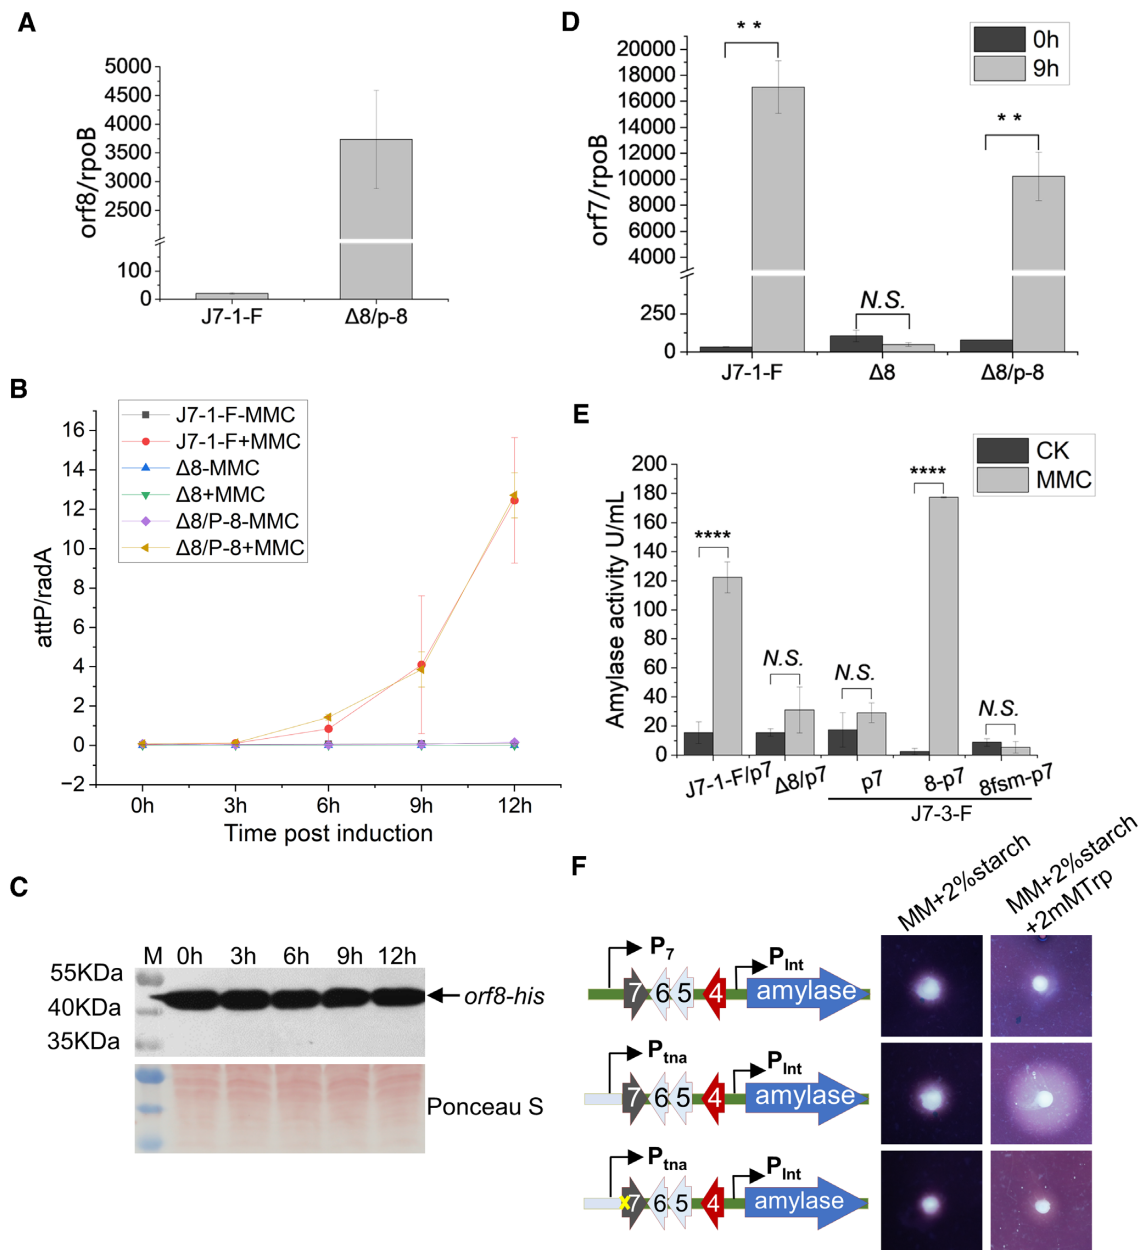 A
orf8/rpoB
5000
4500
4000
3500
3000
2500
100
0
J7-1-F
Δ8/p-8
D
orf7/rpoB
20000
18000
16000
14000
12000
10000
8000
6000
4000
250
0
* *
N.S.
* *
0h
9h
J7-1-F
Δ8
Δ8/p-8
B
attP/radA
16
14
12
10
8
6
4
2
0
−2
J7-1-F-MMC
J7-1-F+MMC
Δ8-MMC
Δ8+MMC
Δ8/P-8-MMC
Δ8/P-8+MMC
0h 3h 6h 9h 12h
Time post induction
E
Amylase activity U/mL
200
180
160
140
120
100
80
60
40
20
0
CK
MMC
****
N.S.
N.S.
****
N.S.
J7-1-F/p7
Δ8/p7
p7
8-p7
8fsm-p7
J7-3-F
C
M 0h 3h 6h 9h 12h
55KDa
40KDa
35KDa
orf8-his
Ponceau S
F
MM+2%starch
MM+2%starch
+2mMTrp
P7
PInt
7 6 5 4 amylase
Ptna
PInt
7 6 5 4 amylase
Ptna
PInt
x7 6 5 4 amylase